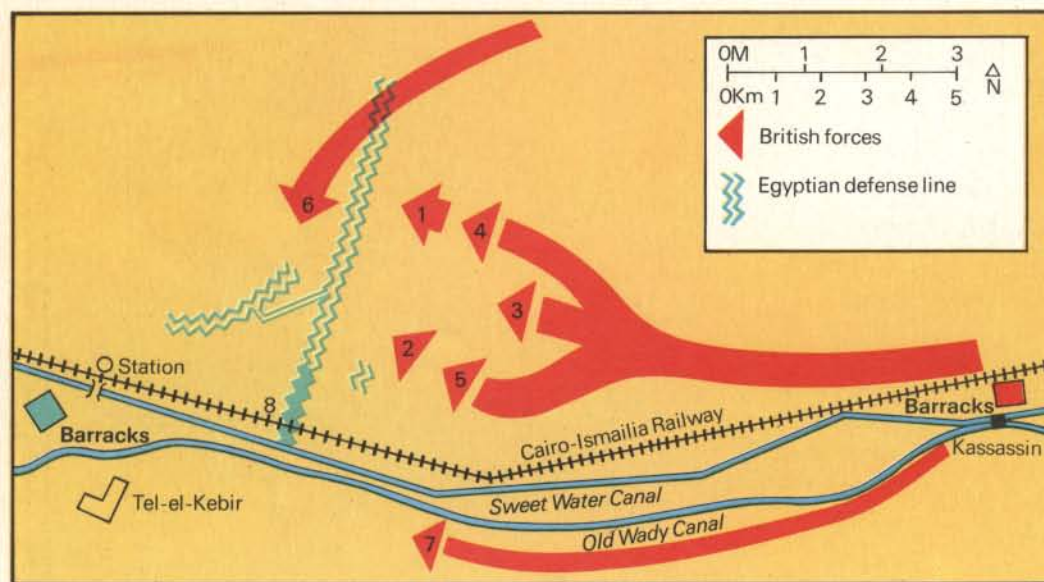 0M 1 2 3
0Km 1 2 3 4 5
N
British forces
Egyptian defense line
6
1
4
3
2
5
Station
8
Barracks
Cairo-Ismailia Railway
Barracks
Kassassin
Tel-el-Kebir
Sweet Water Canal
Old Wady Canal
7